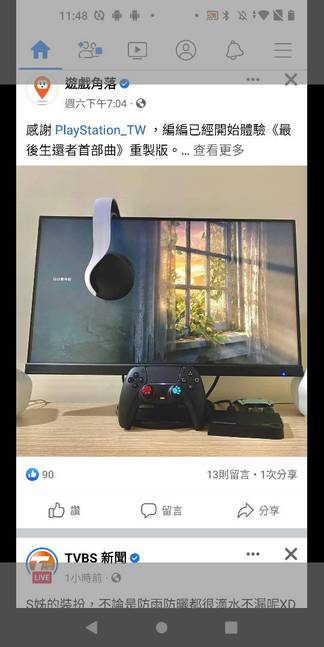 11:48
遊戲角落
週六下午7:04 ·
感謝 PlayStation_TW ，編編已經開始體驗《最
後生還者首部曲》重製版。... 查看更多
90
13則留言 • 1次分享
讚 留言 分享
TVBS 新聞
LIVE
1小時前 ·
S姊的裝扮，不論是防雨防曬都很滴水不漏呢XD